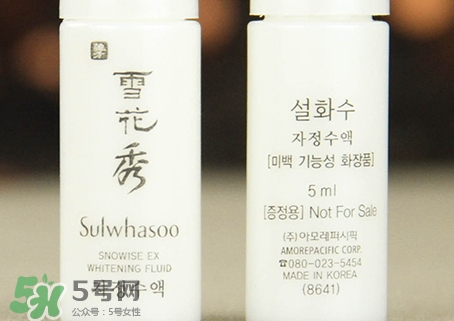 雪花秀
Sulwhasoo
SNOWISE EX
WHITENING FLUID
자정수액
설화수
자정수액
[미백 기능성 화장품]
5 ml
[증정용] Not For Sale
(주)아모레퍼시픽
AMOREPACIFIC CORP.
☎080-023-5454
MADE IN KOREA
(8641)
5号网
公众号：5号女性